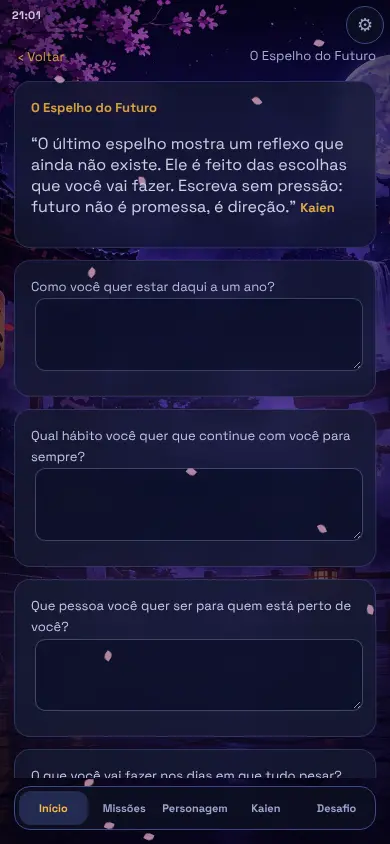 21:01
‹ Voltar
O Espelho do Futuro
O Espelho do Futuro
“O último espelho mostra um reflexo que
ainda não existe. Ele é feito das escolhas
que você vai fazer. Escreva sem pressão:
futuro não é promessa, é direção.” Kaien
Como você quer estar daqui a um ano?
Qual hábito você quer que continue com você para
sempre?
Que pessoa você quer ser para quem está perto de
você?
O que você vai fazer nos dias em que tudo pesar?
Início
Missões
Personagem
Kaien
Desafio